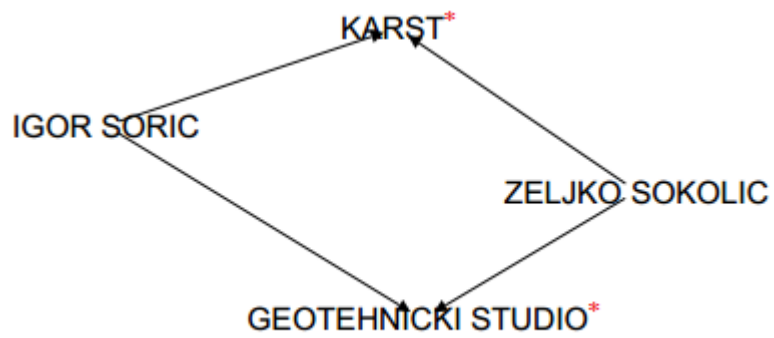 KARST*
IGOR SORIC
ZELJKO SOKOLIC
GEOTEHNICKI STUDIO*